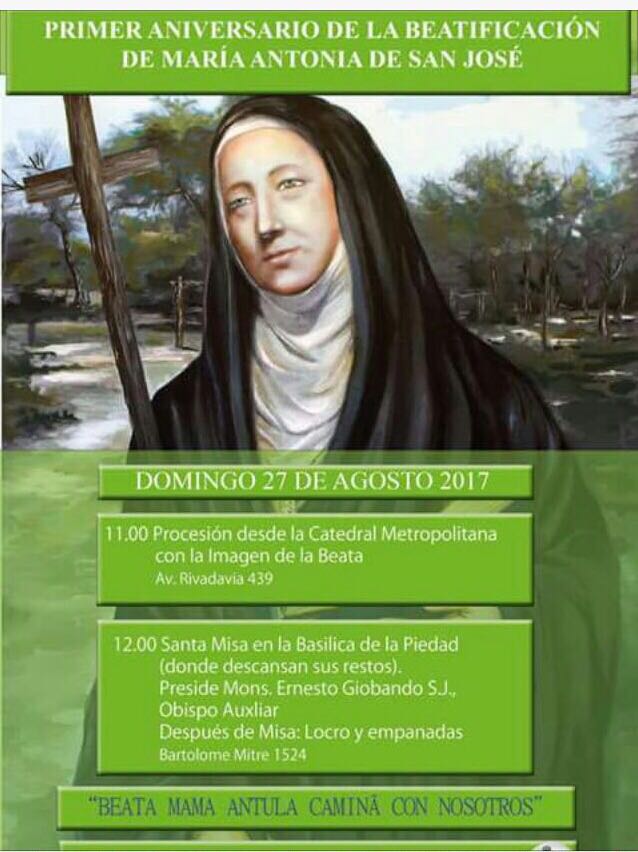 PRIMER ANIVERSARIO DE LA BEATIFICACIÓN
DE MARÍA ANTONIA DE SAN JOSÉ
DOMINGO 27 DE AGOSTO 2017
11.00 Procesión desde la Catedral Metropolitana
con la Imagen de la Beata
Av. Rivadavia 439
12.00 Santa Misa en la Basilica de la Piedad
(donde descansan sus restos).
Preside Mons. Ernesto Giobando S.J.,
Obispo Auxliar
Después de Misa: Locro y empanadas
Bartolome Mitre 1524
“BEATA MAMA ANTULA CAMINÃ CON NOSOTROS”